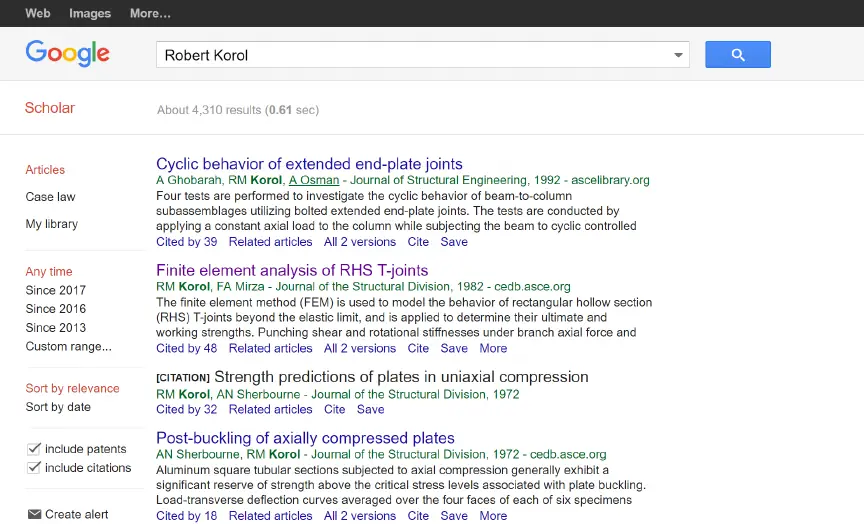 Web Images More...
Google
Robert Korol
Scholar
About 4,310 results (0.61 sec)
Articles
Case law
My library
Any time
Since 2017
Since 2016
Since 2013
Custom range...
Sort by relevance
Sort by date
include patents
include citations
Create alert
Cyclic behavior of extended end-plate joints
A Ghobarah, RM Korol, A Osman - Journal of Structural Engineering, 1992 - ascelibrary.org
Four tests are performed to investigate the cyclic behavior of beam-to-column
subassemblages utilizing bolted extended end-plate joints. The tests are conducted by
applying a constant axial load to the column while subjecting the beam to cyclic controlled
Cited by 39 Related articles All 2 versions Cite Save
Finite element analysis of RHS T-joints
RM Korol, FA Mirza - Journal of the Structural Division, 1982 - cedb.asce.org
The finite element method (FEM) is used to model the behavior of rectangular hollow section
(RHS) T-joints beyond the elastic limit, and is applied to determine their ultimate and
working strengths. Punching shear and rotational stiffnesses under branch axial force and
Cited by 48 Related articles All 2 versions Cite Save More
[CITATION] Strength predictions of plates in uniaxial compression
RM Korol, AN Sherbourne - Journal of the Structural Division, 1972
Cited by 32 Related articles Cite Save
Post-buckling of axially compressed plates
AN Sherbourne, RM Korol - Journal of the Structural Division, 1972 - cedb.asce.org
Aluminum square tubular sections subjected to axial compression generally exhibit a
significant reserve of strength above the critical stress levels associated with plate buckling.
Load-transverse deflection curves averaged over the four faces of each of six specimens
Cited by 18 Related articles All 2 versions Cite Save More